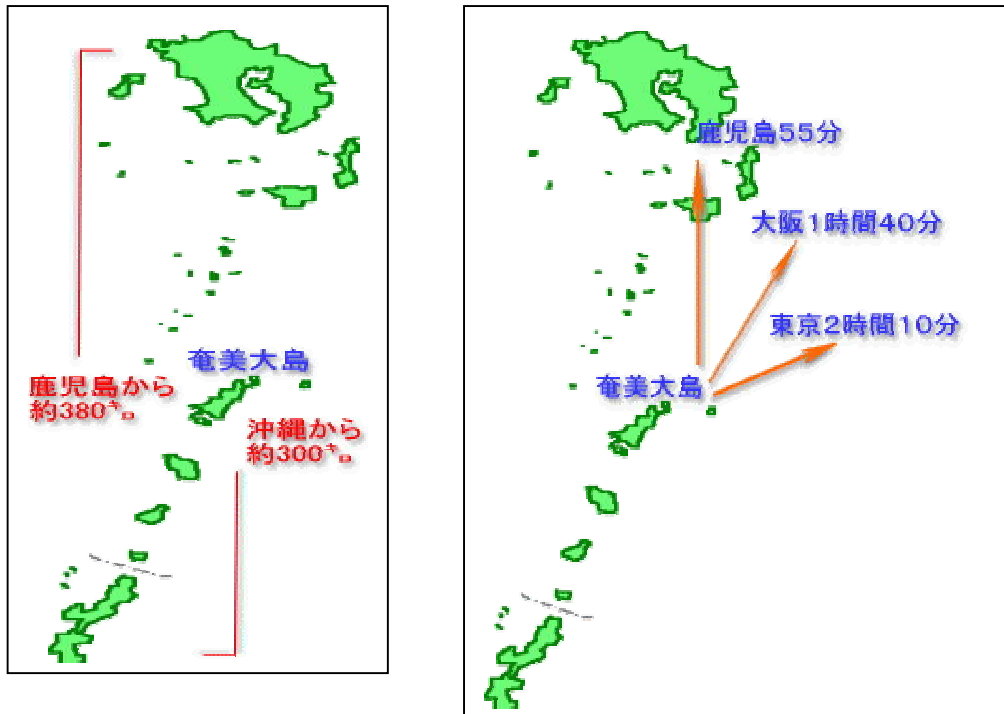 奄美大島
鹿児島から
約380㌔
沖縄から
約300㌔
鹿児島55分
大阪1時間40分
東京2時間10分
奄美大島